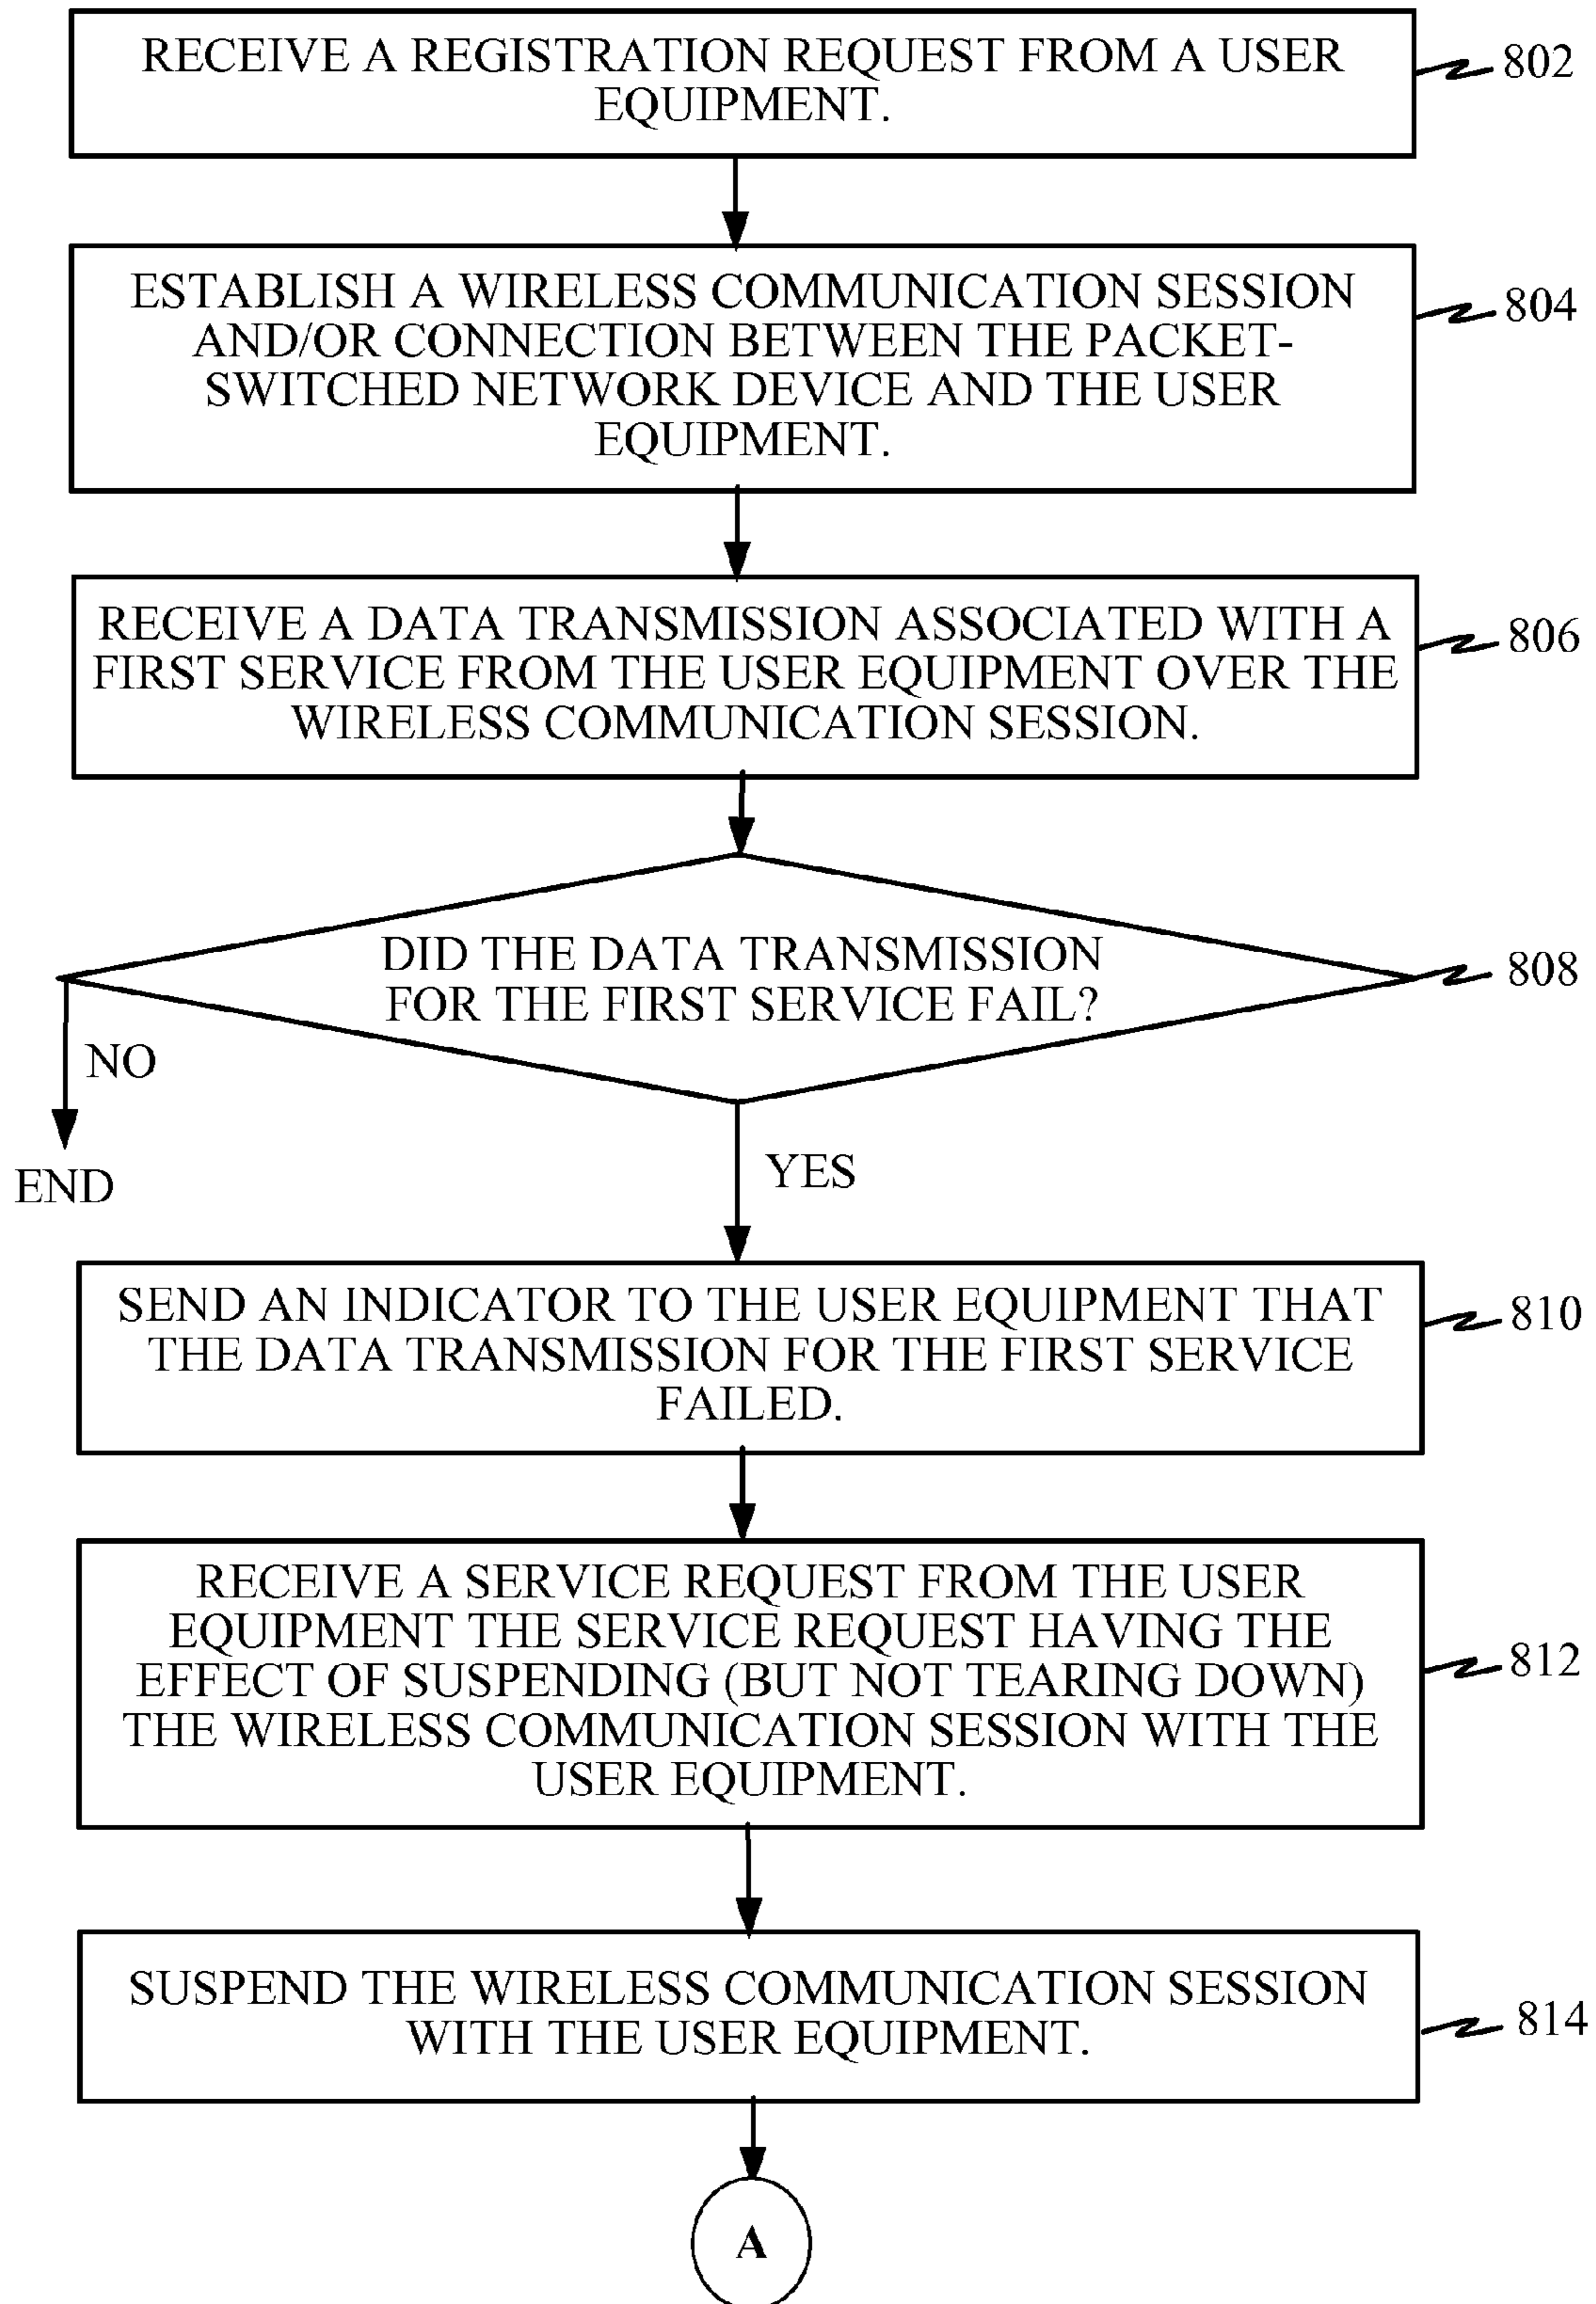 RECEIVE A REGISTRATION REQUEST FROM A USER
EQUIPMENT.
802
ESTABLISH A WIRELESS COMMUNICATION SESSION
AND/OR CONNECTION BETWEEN THE PACKET-
SWITCHED NETWORK DEVICE AND THE USER
EQUIPMENT.
804
RECEIVE A DATA TRANSMISSION ASSOCIATED WITH A
FIRST SERVICE FROM THE USER EQUIPMENT OVER THE
WIRELESS COMMUNICATION SESSION.
806
DID THE DATA TRANSMISSION
FOR THE FIRST SERVICE FAIL?
808
NO
END
YES
SEND AN INDICATOR TO THE USER EQUIPMENT THAT
THE DATA TRANSMISSION FOR THE FIRST SERVICE
FAILED.
810
RECEIVE A SERVICE REQUEST FROM THE USER
EQUIPMENT THE SERVICE REQUEST HAVING THE
EFFECT OF SUSPENDING (BUT NOT TEARING DOWN)
THE WIRELESS COMMUNICATION SESSION WITH THE
USER EQUIPMENT.
812
SUSPEND THE WIRELESS COMMUNICATION SESSION
WITH THE USER EQUIPMENT.
814
A